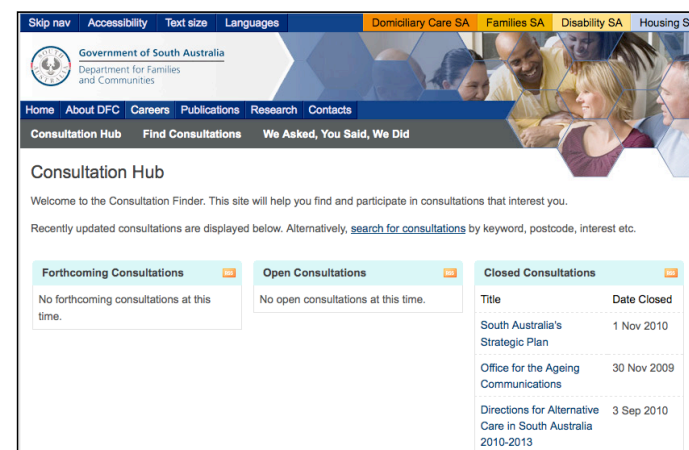 Skip nav Accessibility Text size Languages Domiciliary Care SA Families SA Disability SA Housing S
Government of South Australia
Department for Families
and Communities
Home About DFC Careers Publications Research Contacts
Consultation Hub Find Consultations We Asked, You Said, We Did
Consultation Hub
Welcome to the Consultation Finder. This site will help you find and participate in consultations that interest you.
Recently updated consultations are displayed below. Alternatively, search for consultations by keyword, postcode, interest etc.
Forthcoming Consultations
No forthcoming consultations at this
time.
Open Consultations
No open consultations at this time.
Closed Consultations
Title Date Closed
South Australia's 1 Nov 2010
Strategic Plan
Office for the Ageing 30 Nov 2009
Communications
Directions for Alternative 3 Sep 2010
Care in South Australia
2010-2013